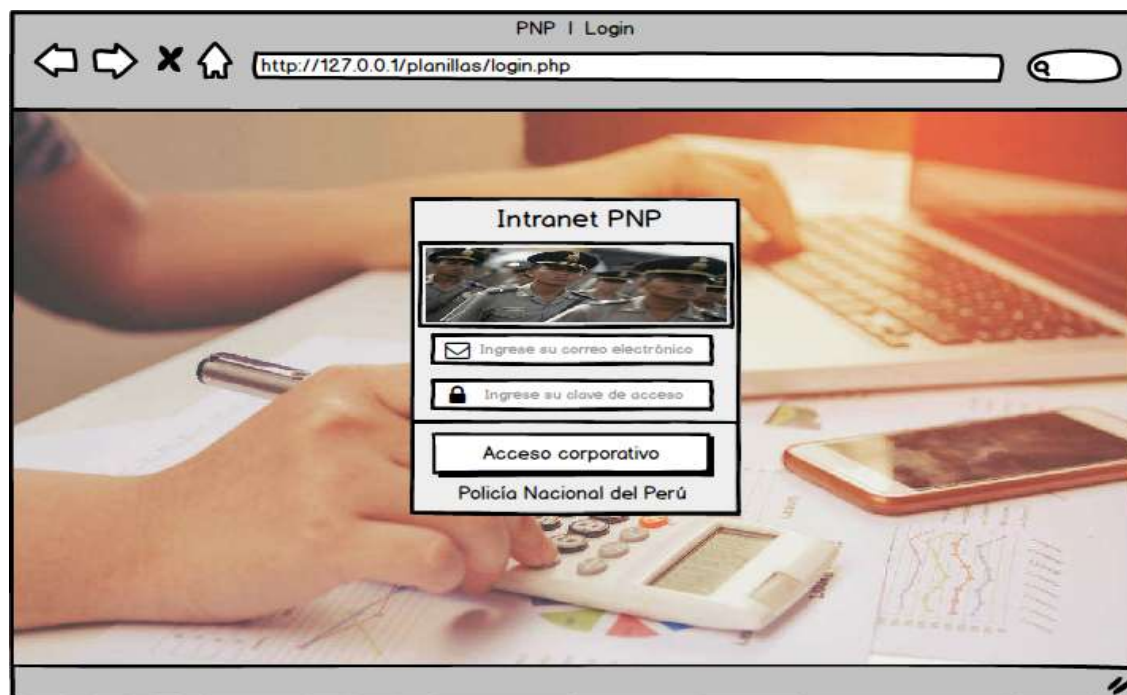 PNP | Login
http://127.0.0.1/planillas/login.php
Intranet PNP
Ingrese su correo electrónico
Ingrese su clave de acceso
Acceso corporativo
Policía Nacional del Perú